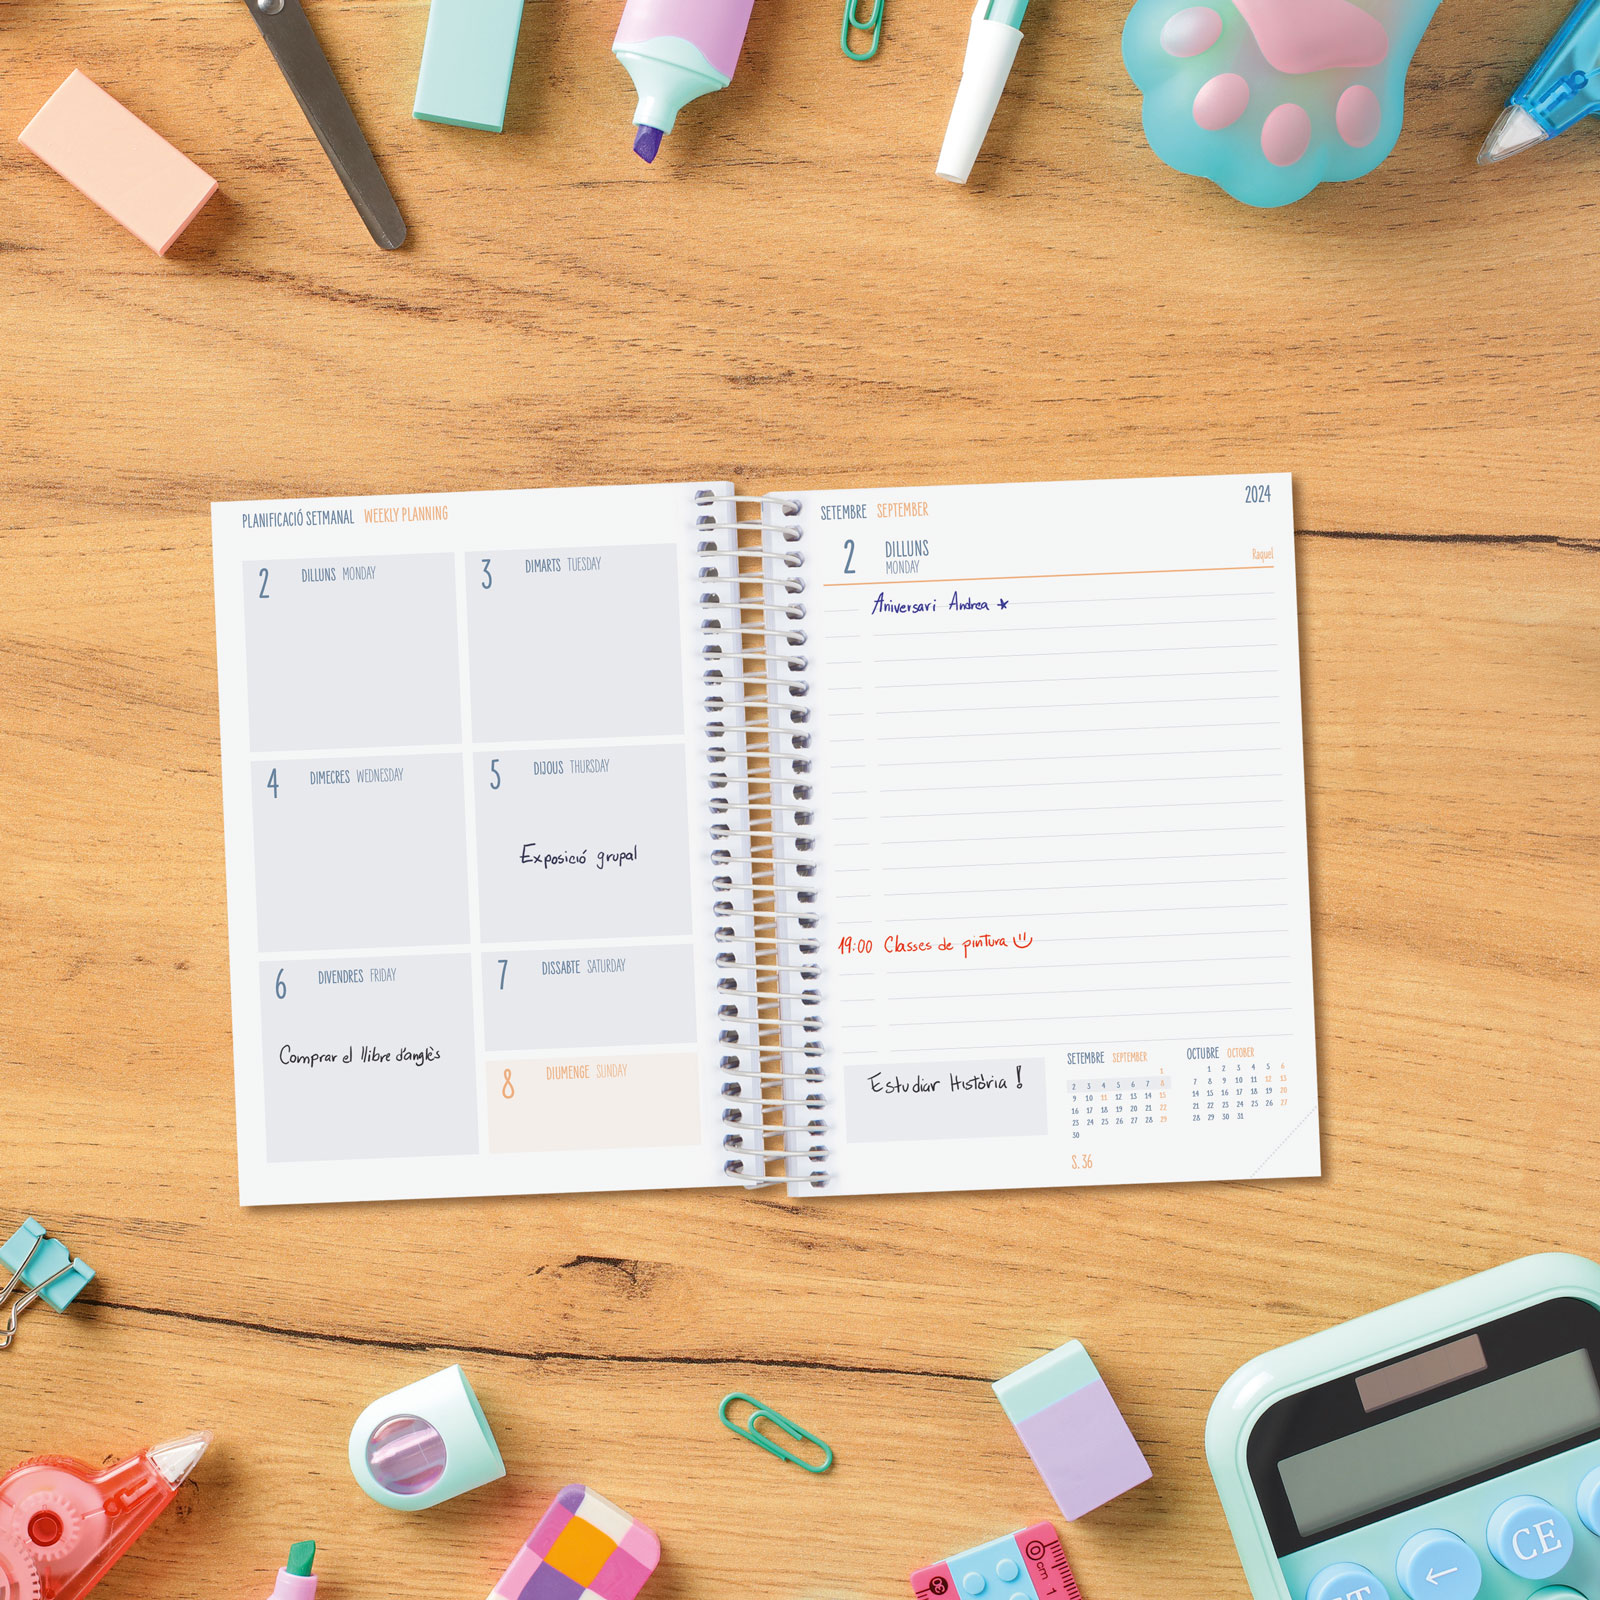 PLANIFICACIÓ SETMANAL WEEKLY PLANNING
2 DILLUNS MONDAY
3 DIMARTS TUESDAY
4 DIMECRES WEDNESDAY
5 DIJOUS THURSDAY
Exposició grupal
6 DIVENDRES FRIDAY
Comprar el llibre d'anglès
7 DISSABTE SATURDAY
8 DIUMENGE SUNDAY
SETEMBRE SEPTEMBER
2024
2 DILLUNS
MONDAY
Raquel
Aniversari Andrea
19:00 Classes de pintura
Estudiar Història !
SETEMBRE SEPTEMBER
1
2 3 4 5 6 7 8
9 10 11 12 13 14 15
16 17 18 19 20 21 22
23 24 25 26 27 28 29
30
S. 36
OCTUBRE OCTOBER
1 2 3 4 5 6
7 8 9 10 11 12 13
14 15 16 17 18 19 20
21 22 23 24 25 26 27
28 29 30 31
0 cm 1
30
←
CE